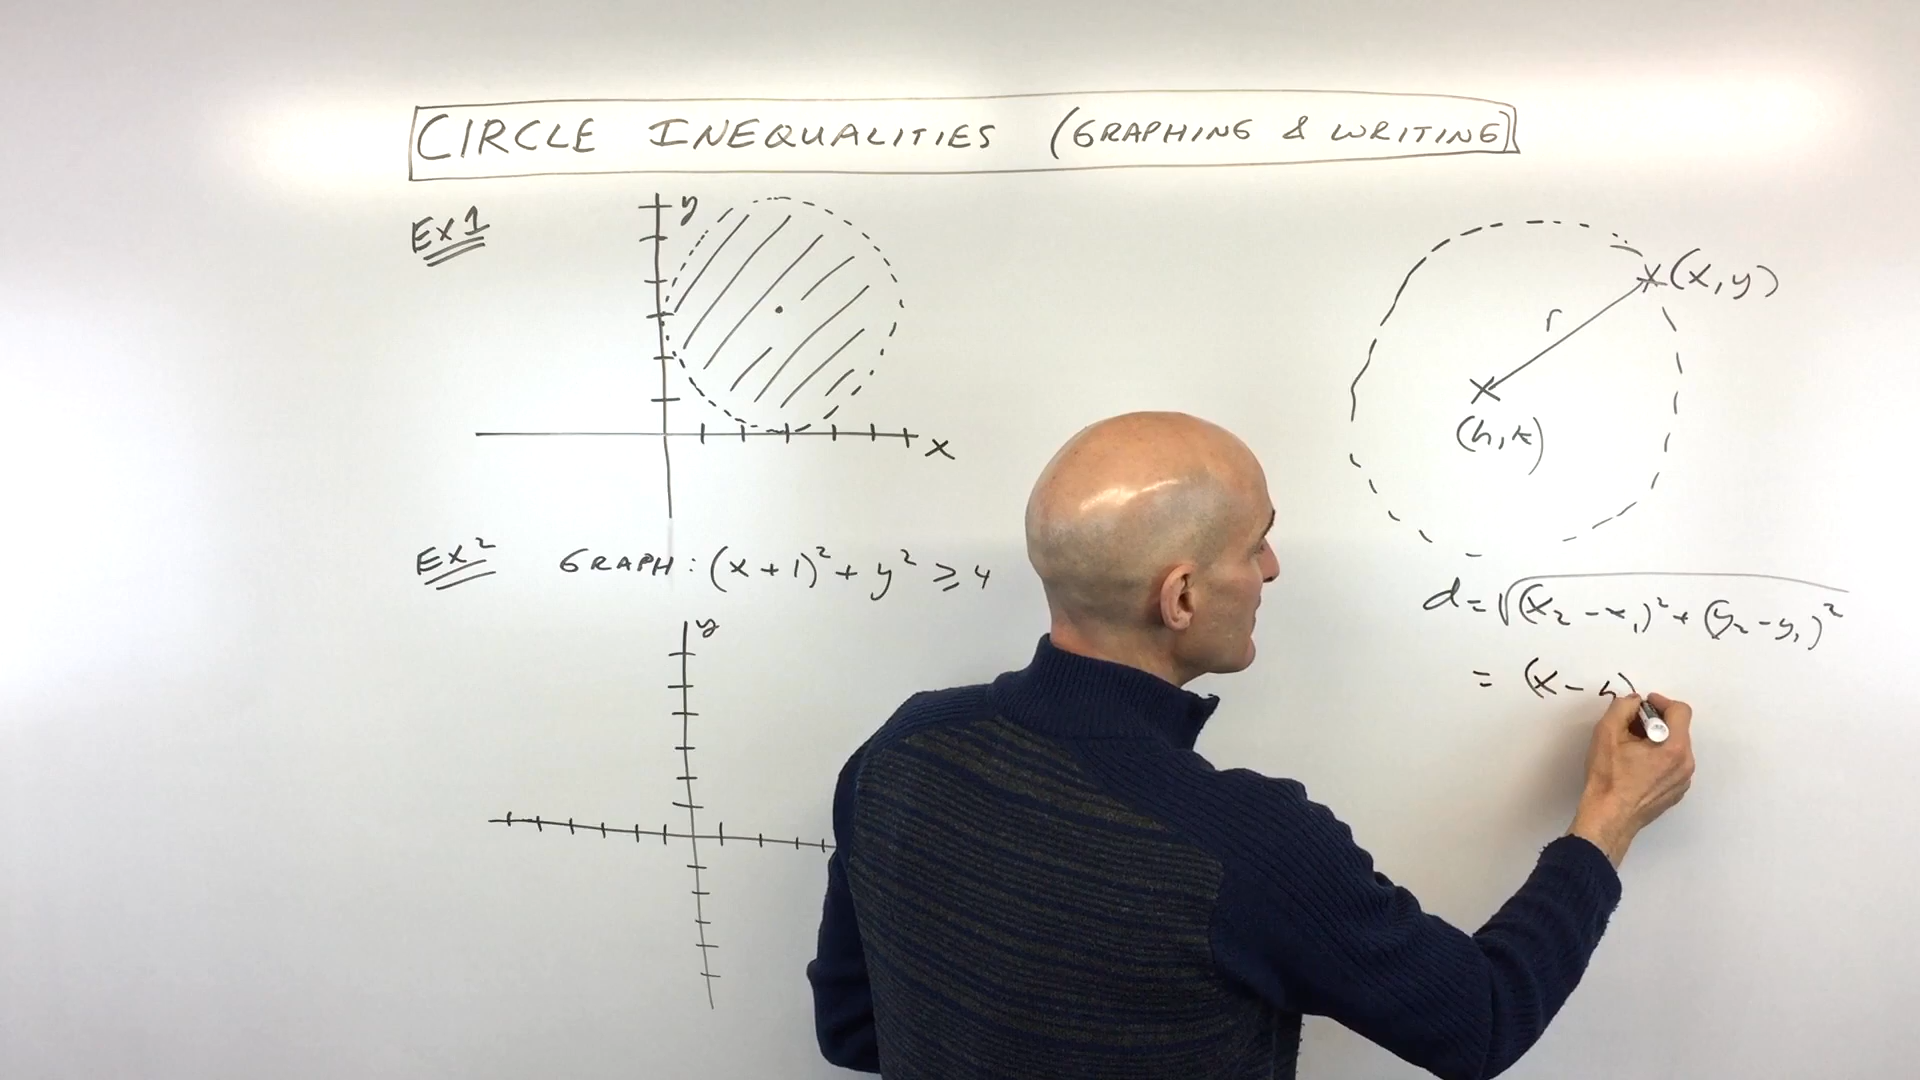 CIRCLE INEQUALITIES (GRAPHING & WRITING)
Ex 1
y
x
(x, y)
r
(h, k)
Ex 2 GRAPH: (x + 1)² + y² ⩾ 4
y
d = √(x₂ - x₁)² + (y₂ - y₁)²
= (x - h)